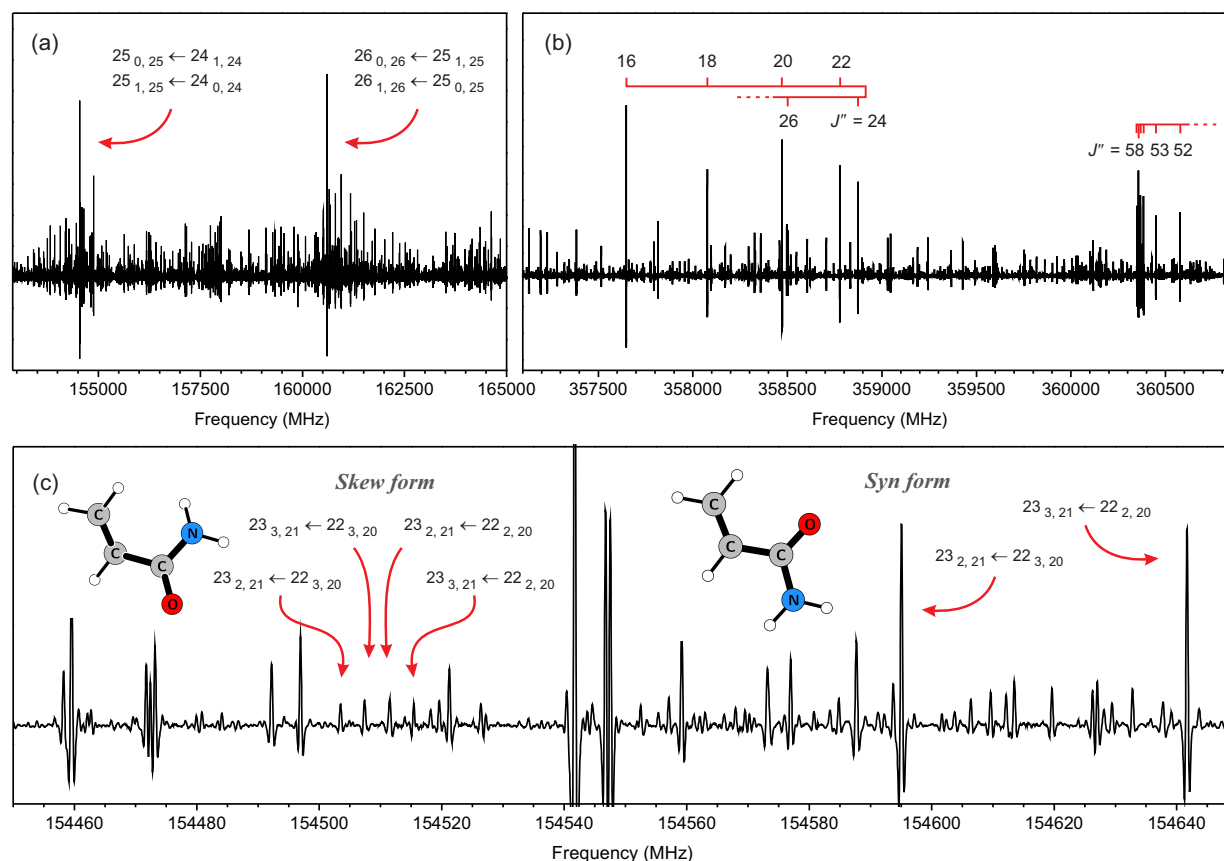 (a)
25 0, 25 ← 24 1, 24
25 1, 25 ← 24 0, 24
26 0, 26 ← 25 1, 25
26 1, 26 ← 25 0, 25
155000 157500 160000 162500 165000
Frequency (MHz)
(b)
16 18 20 22
26 J″ = 24
J″ = 58 53 52
357500 358000 358500 359000 359500 360000 360500
Frequency (MHz)
(c)
Skew form
23 3, 21 ← 22 3, 20
23 2, 21 ← 22 2, 20
23 2, 21 ← 22 3, 20
23 3, 21 ← 22 2, 20
C
C
C
N
O
Syn form
23 3, 21 ← 22 2, 20
23 2, 21 ← 22 3, 20
C
C
C
O
N
154460 154480 154500 154520 154540 154560 154580 154600 154620 154640
Frequency (MHz)